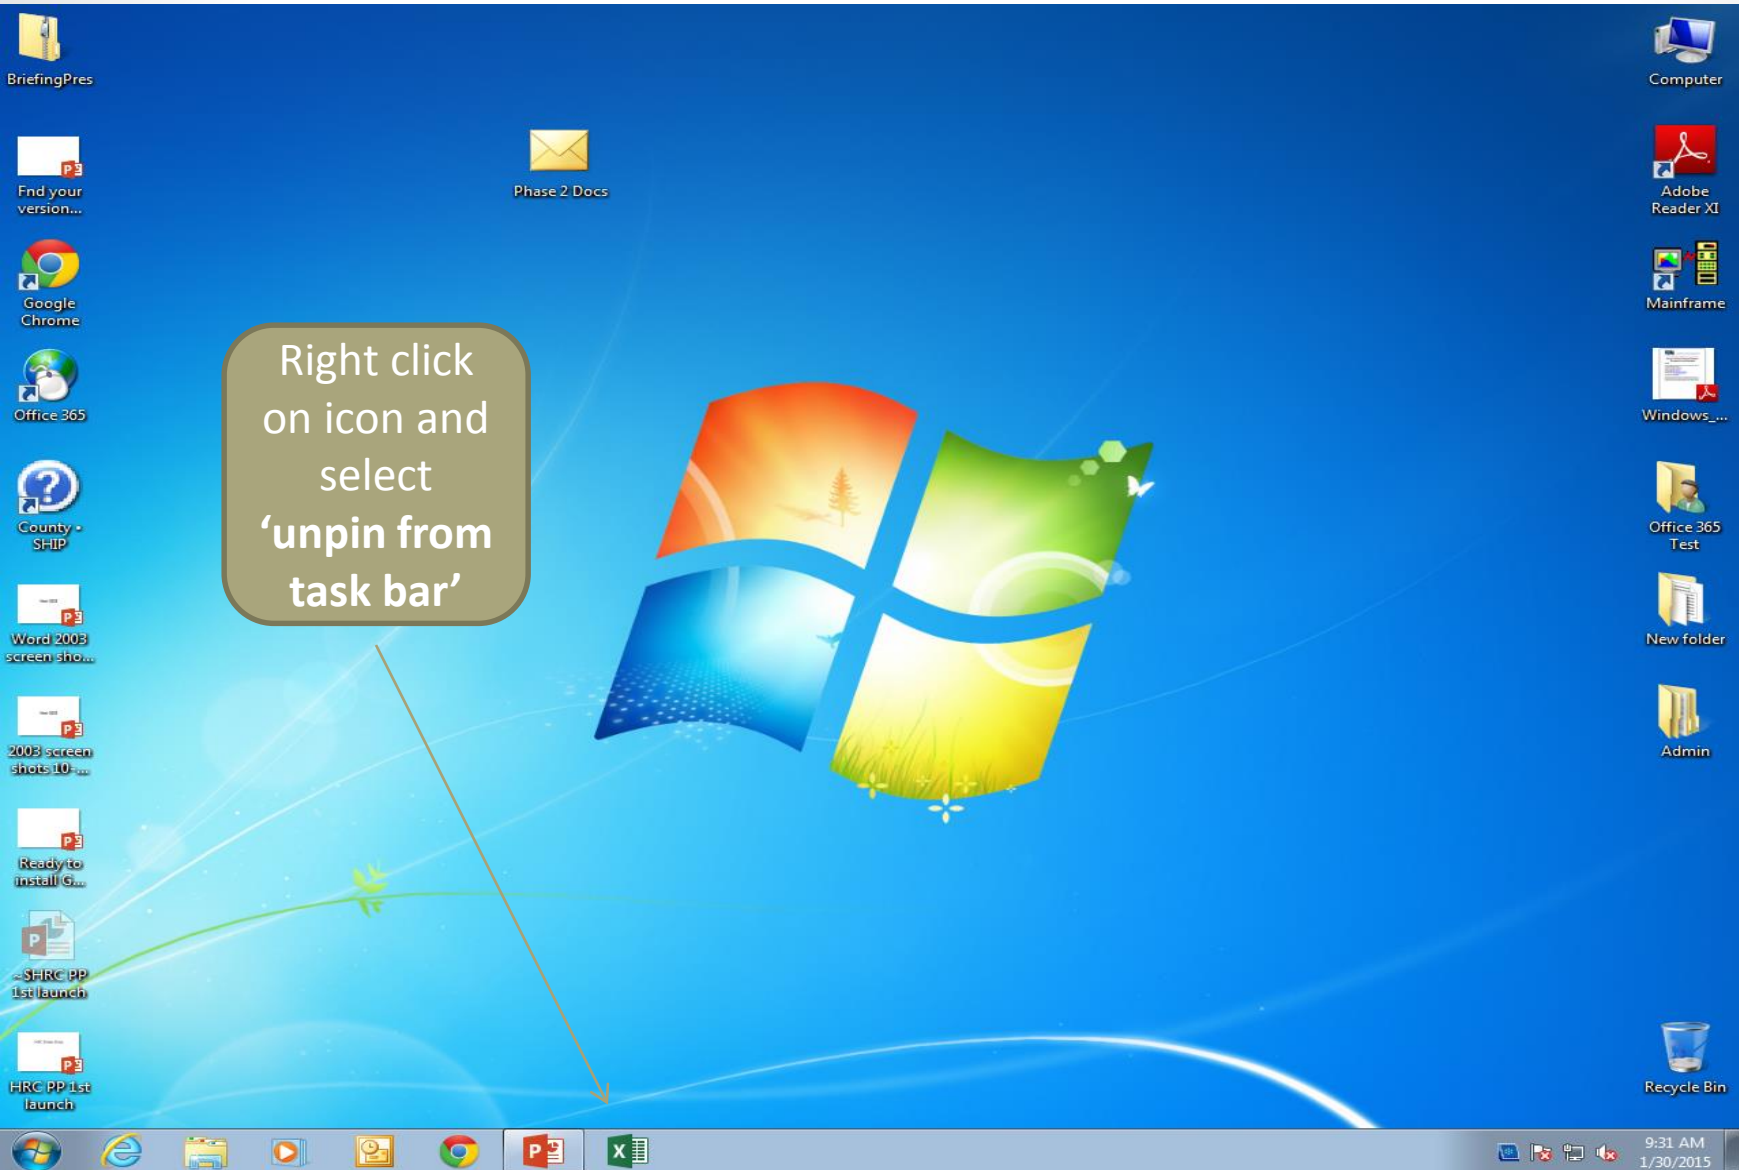 BriefingPres
Fnd your
version...
Google
Chrome
Office 365
County •
SHIP
Word 2003
screen sho...
2003 screen
shots 10-...
Ready to
install G...
~$HRC PP
1st launch
HRC PP 1st
launch
Phase 2 Docs
Right click
on icon and
select
‘unpin from
task bar’
Computer
Adobe
Reader XI
Mainframe
Windows_...
Office 365
Test
New folder
Admin
Recycle Bin
9:31 AM
1/30/2015